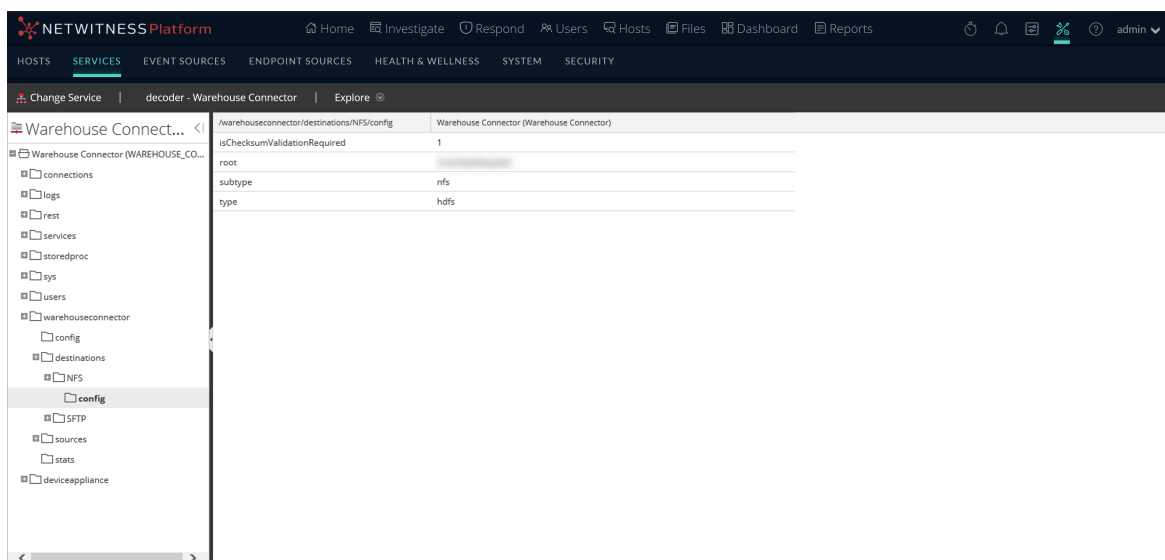 NETWITNESS Platform Home Investigate Respond Users Hosts Files Dashboard Reports admin
HOSTS SERVICES EVENT SOURCES ENDPOINT SOURCES HEALTH & WELLNESS SYSTEM SECURITY
Change Service | decoder - Warehouse Connector | Explore
Warehouse Connect...
Warehouse Connector (WAREHOUSE_CO...
connections
logs
rest
services
storedproc
sys
users
warehouseconnector
config
destinations
NFS
config
SFTP
sources
stats
deviceappliance
/warehouseconnector/destinations/NFS/config Warehouse Connector (Warehouse Connector)
isChecksumValidationRequired 1
root
subtype nfs
type hdfs